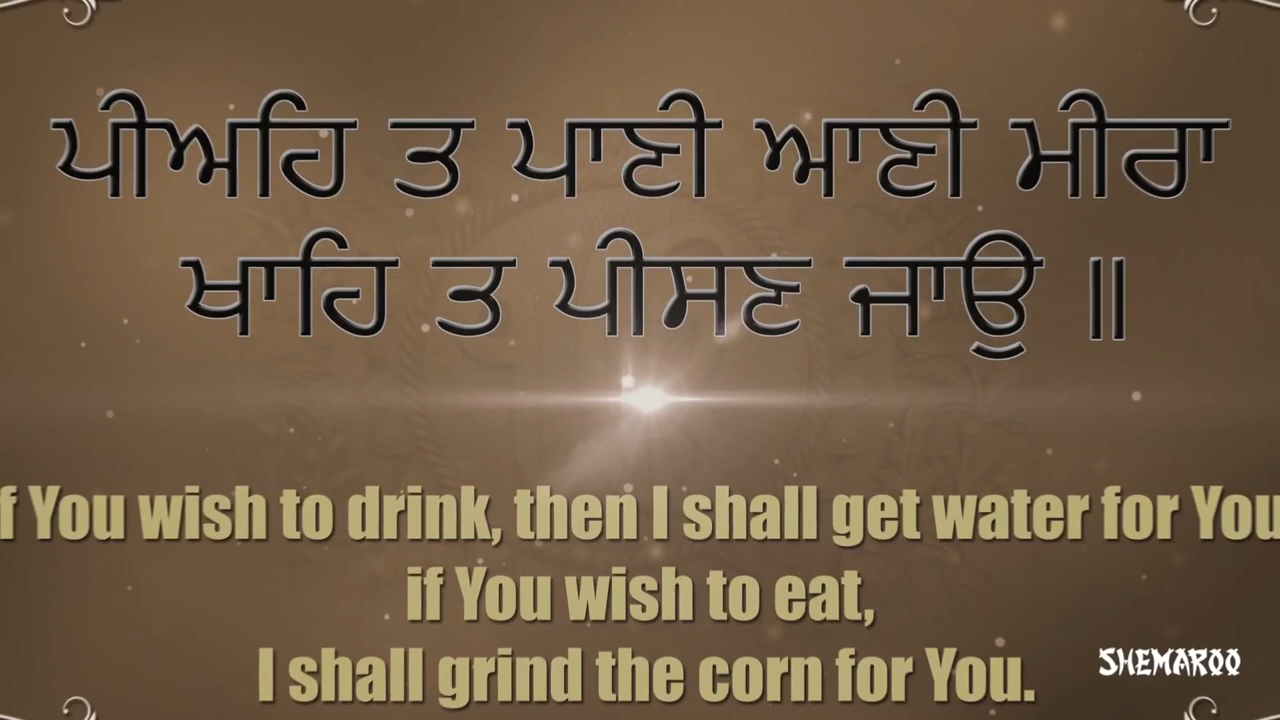 ਪੀਅਹਿ ਤ ਪਾਣੀ ਆਣੀ ਮੀਰਾ
ਖਾਹਿ ਤ ਪੀਸਣ ਜਾਉ ॥
f You wish to drink, then I shall get water for You
if You wish to eat,
I shall grind the corn for You.
SHEMAROO